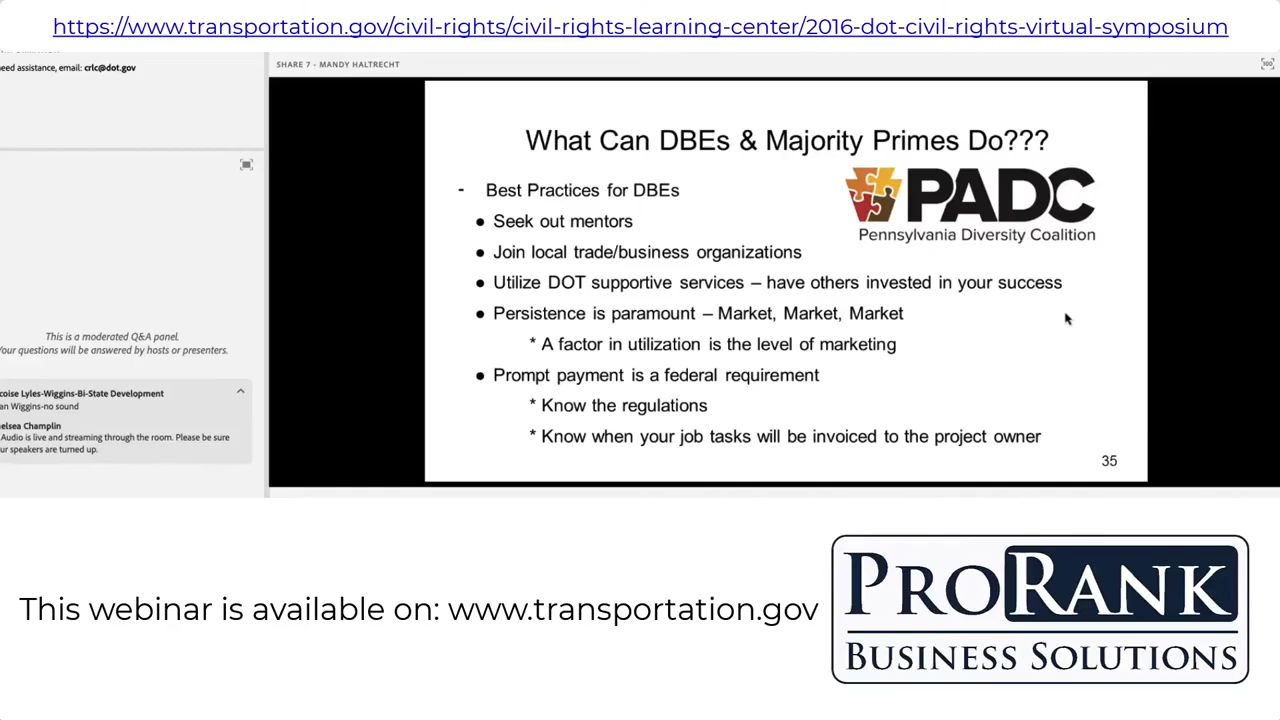 https://www.transportation.gov/civil-rights/civil-rights-learning-center/2016-dot-civil-rights-virtual-symposium
need assistance, email: crlc@dot.gov
SHARE 7 - MANDY HALTRECHT
What Can DBEs & Majority Primes Do???
PADC
Pennsylvania Diversity Coalition
- Best Practices for DBEs
● Seek out mentors
● Join local trade/business organizations
● Utilize DOT supportive services – have others invested in your success
● Persistence is paramount – Market, Market, Market
* A factor in utilization is the level of marketing
● Prompt payment is a federal requirement
* Know the regulations
* Know when your job tasks will be invoiced to the project owner
35
This is a moderated Q&A panel.
Your questions will be answered by hosts or presenters.
coise Lyles-Wiggins-Bi-State Development
an Wiggins-no sound
elsea Champlin
Audio is live and streaming through the room. Please be sure
ur speakers are turned up.
This webinar is available on: www.transportation.gov
PRORANK
BUSINESS SOLUTIONS